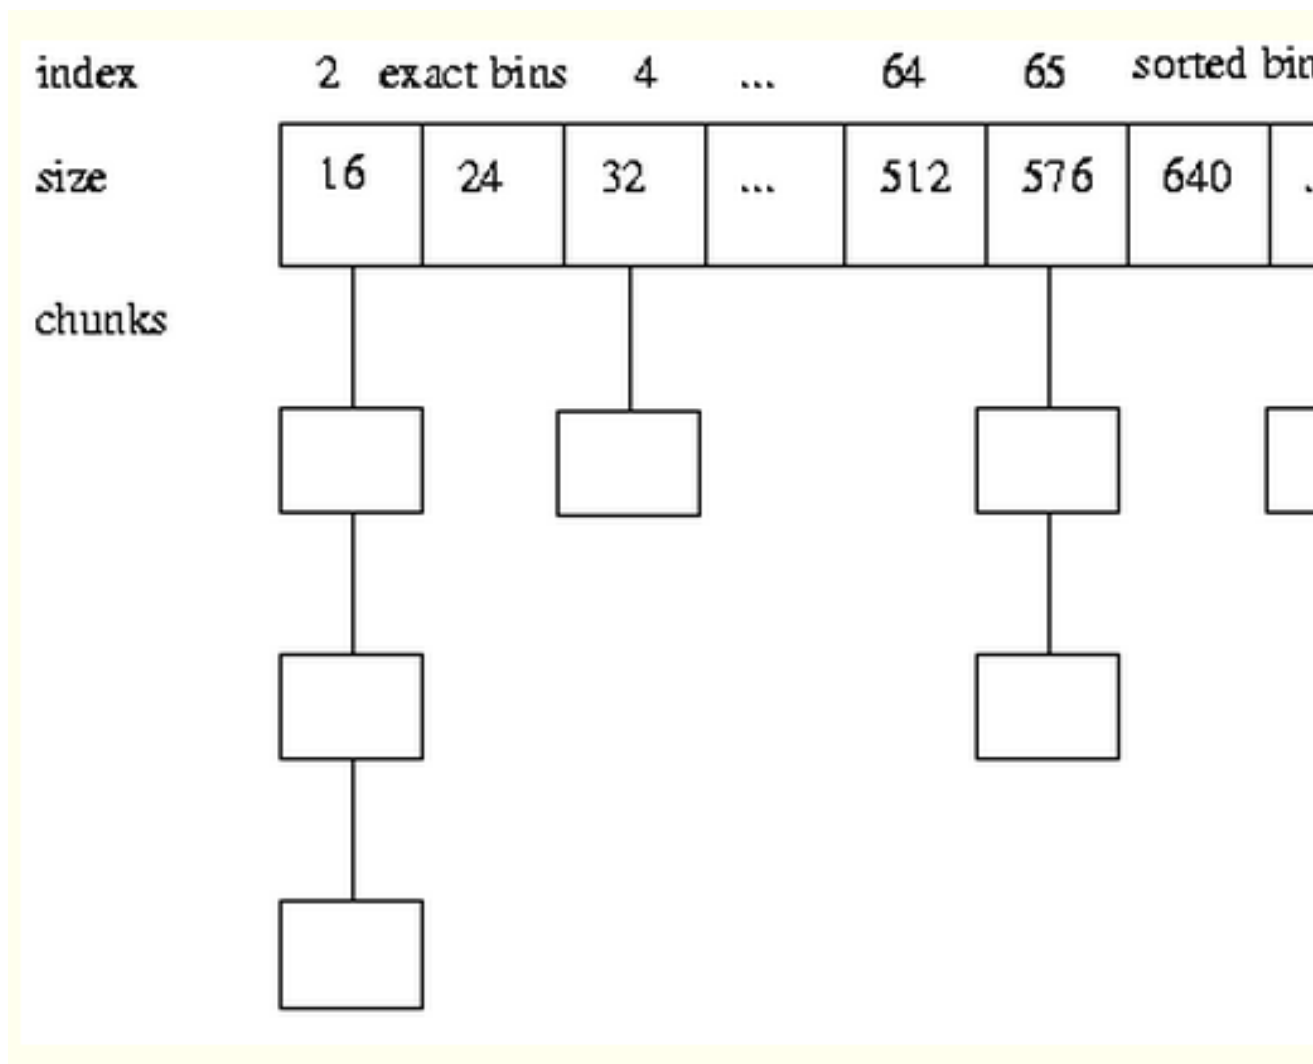 index 2 exact bins 4 ... 64 65 sorted bin
size 16 24 32 ... 512 576 640 .
chunks